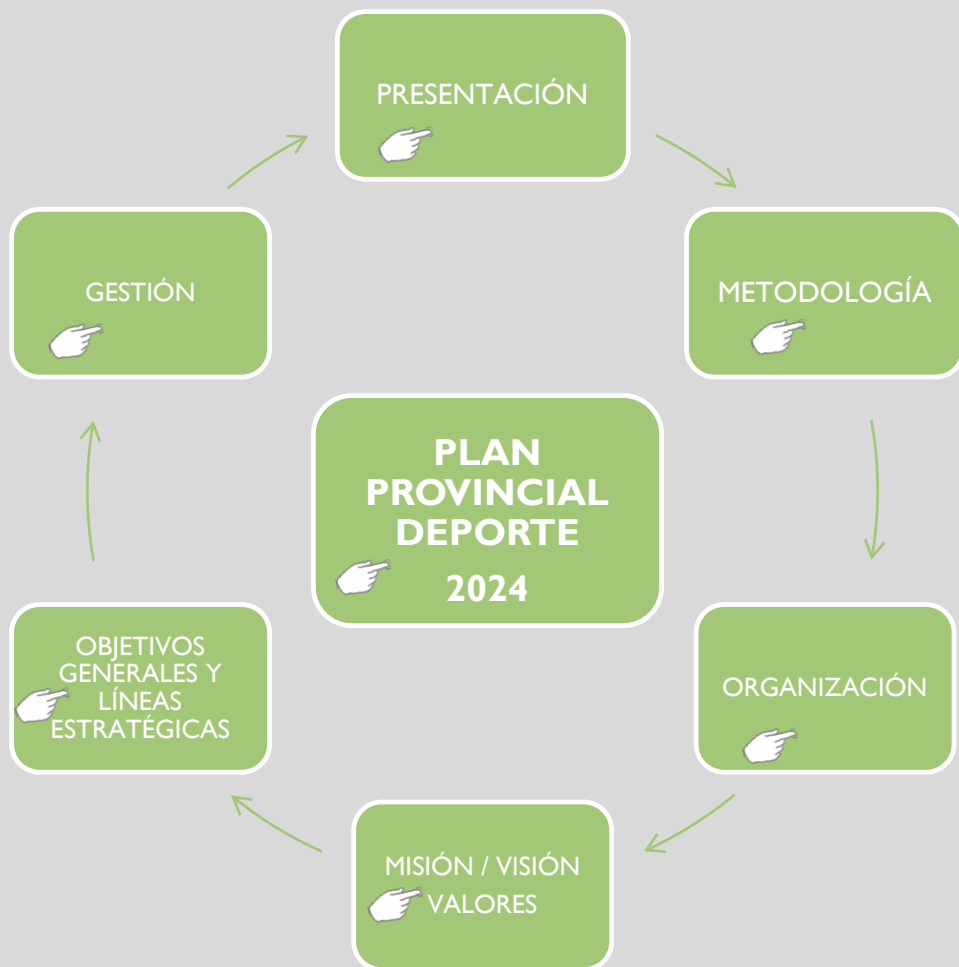 PRESENTACIÓN
METODOLOGÍA
ORGANIZACIÓN
MISIÓN / VISIÓN
VALORES
OBJETIVOS
GENERALES Y
LÍNEAS
ESTRATÉGICAS
GESTIÓN
PLAN
PROVINCIAL
DEPORTE
2024